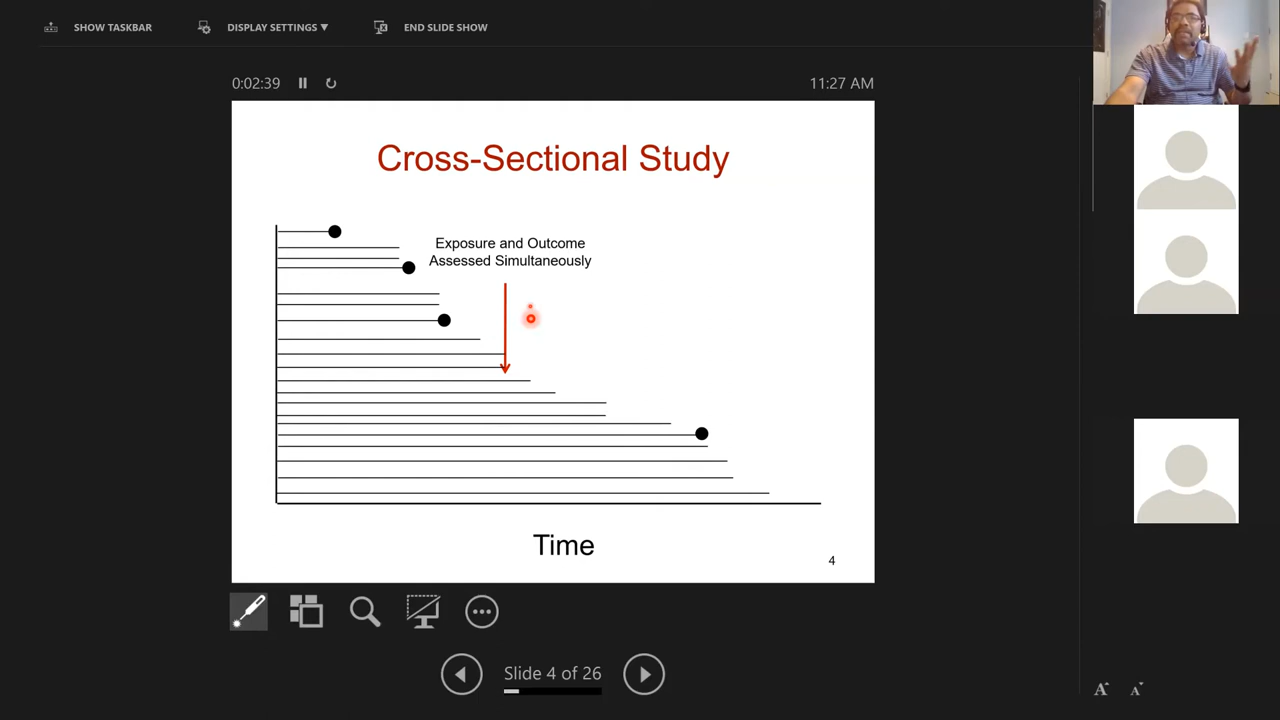 SHOW TASKBAR
DISPLAY SETTINGS ▼
END SLIDE SHOW
0:02:39
11:27 AM
Cross-Sectional Study
Exposure and Outcome
Assessed Simultaneously
Time
4
Slide 4 of 26
A
A